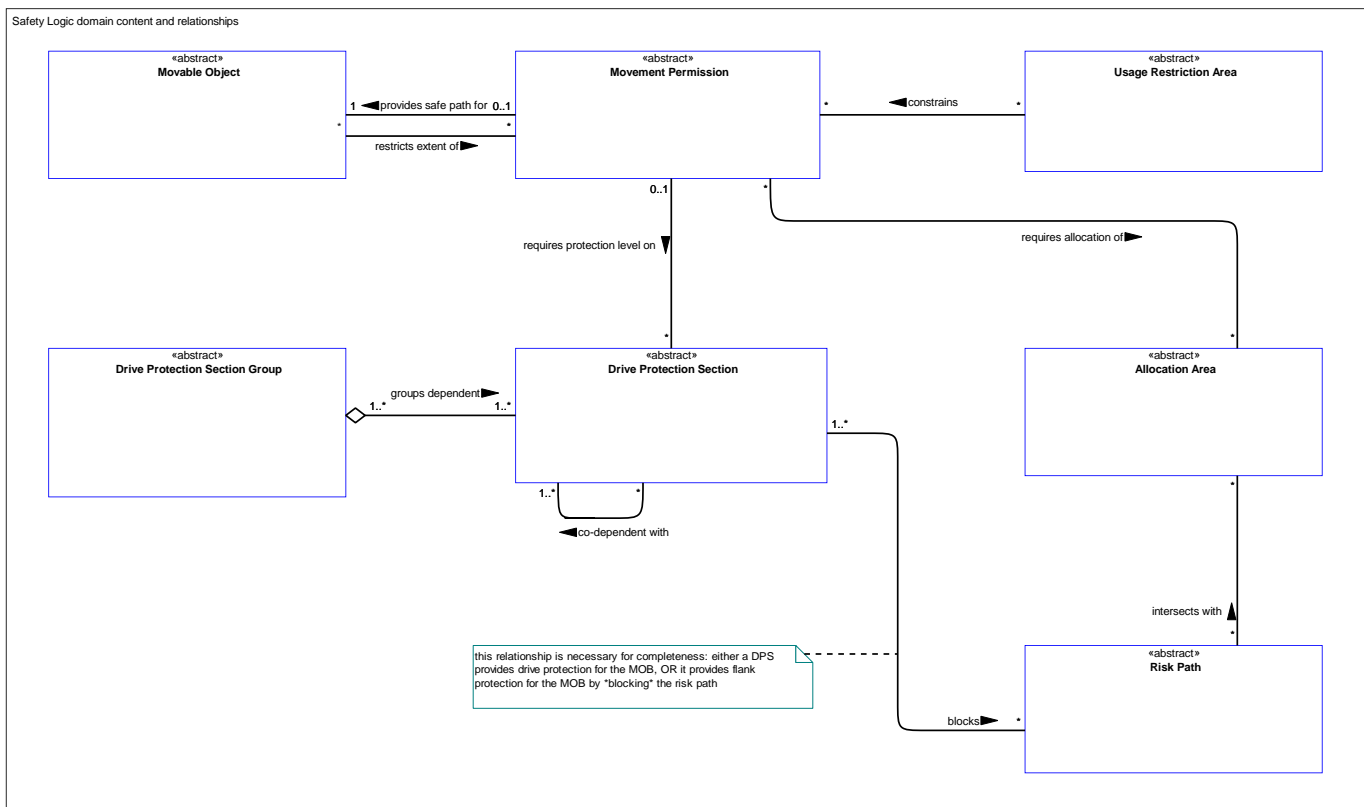 Safety Logic domain content and relationships
«abstract»
Movable Object
«abstract»
Movement Permission
«abstract»
Usage Restriction Area
1
provides safe path for
0..1
*
constrains
*
*
*
restricts extent of
0..1
*
requires protection level on
requires allocation of
*
*
«abstract»
Drive Protection Section Group
«abstract»
Drive Protection Section
«abstract»
Allocation Area
groups dependent
1..*
1..*
1..*
1..*
*
*
co-dependent with
intersects with
*
this relationship is necessary for completeness: either a DPS
provides drive protection for the MOB, OR it provides flank
protection for the MOB by *blocking* the risk path
«abstract»
Risk Path
blocks
*